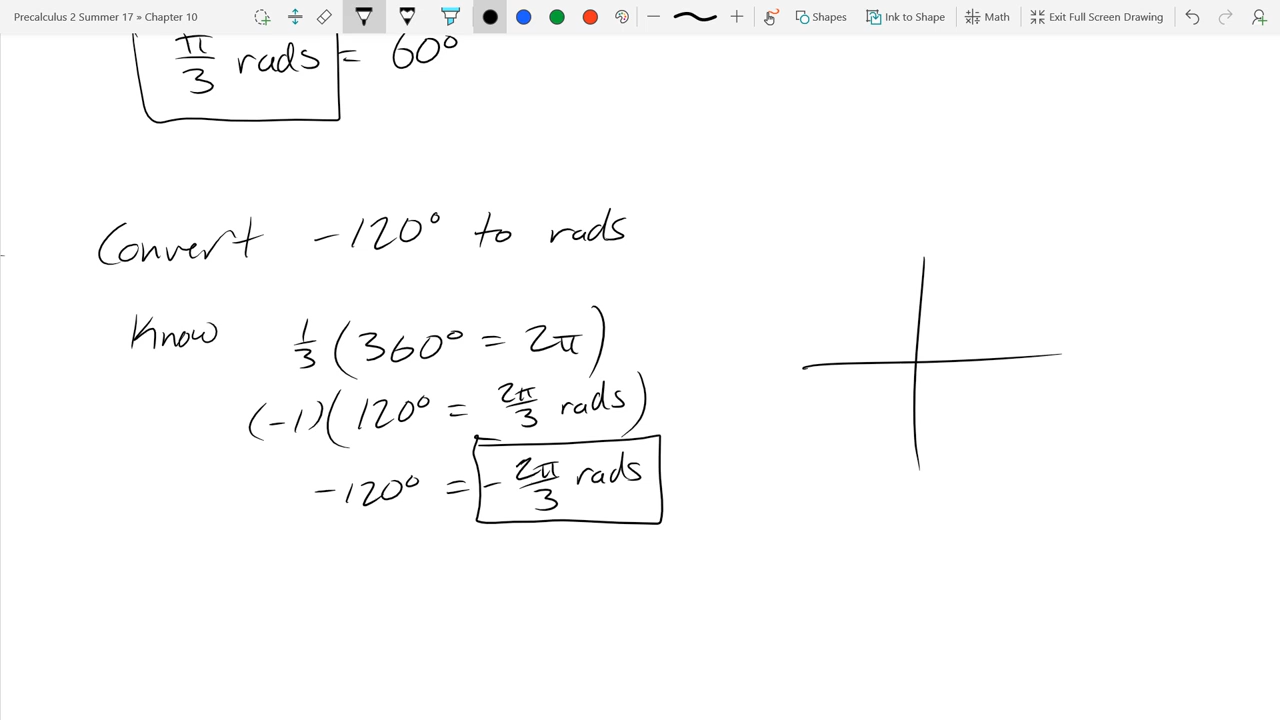 Precalculus 2 Summer 17 » Chapter 10
Shapes
Ink to Shape
Math
Exit Full Screen Drawing
π/3 rads = 60°
Convert -120° to rads
Know 1/3 (360° = 2π)
(-1)(120° = 2π/3 rads)
-120° = - 2π/3 rads